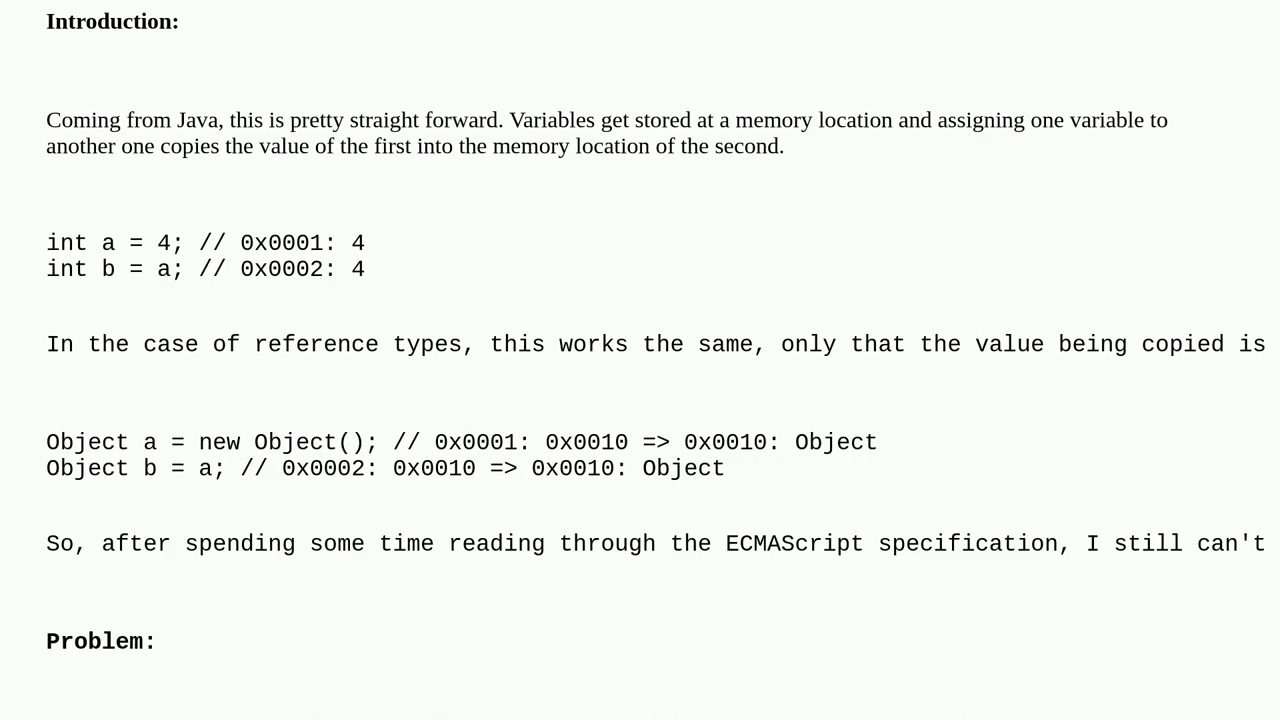 Introduction:
Coming from Java, this is pretty straight forward. Variables get stored at a memory location and assigning one variable to
another one copies the value of the first into the memory location of the second.
int a = 4; // 0x0001: 4
int b = a; // 0x0002: 4
In the case of reference types, this works the same, only that the value being copied is
Object a = new Object(); // 0x0001: 0x0010 => 0x0010: Object
Object b = a; // 0x0002: 0x0010 => 0x0010: Object
So, after spending some time reading through the ECMAScript specification, I still can't
Problem: